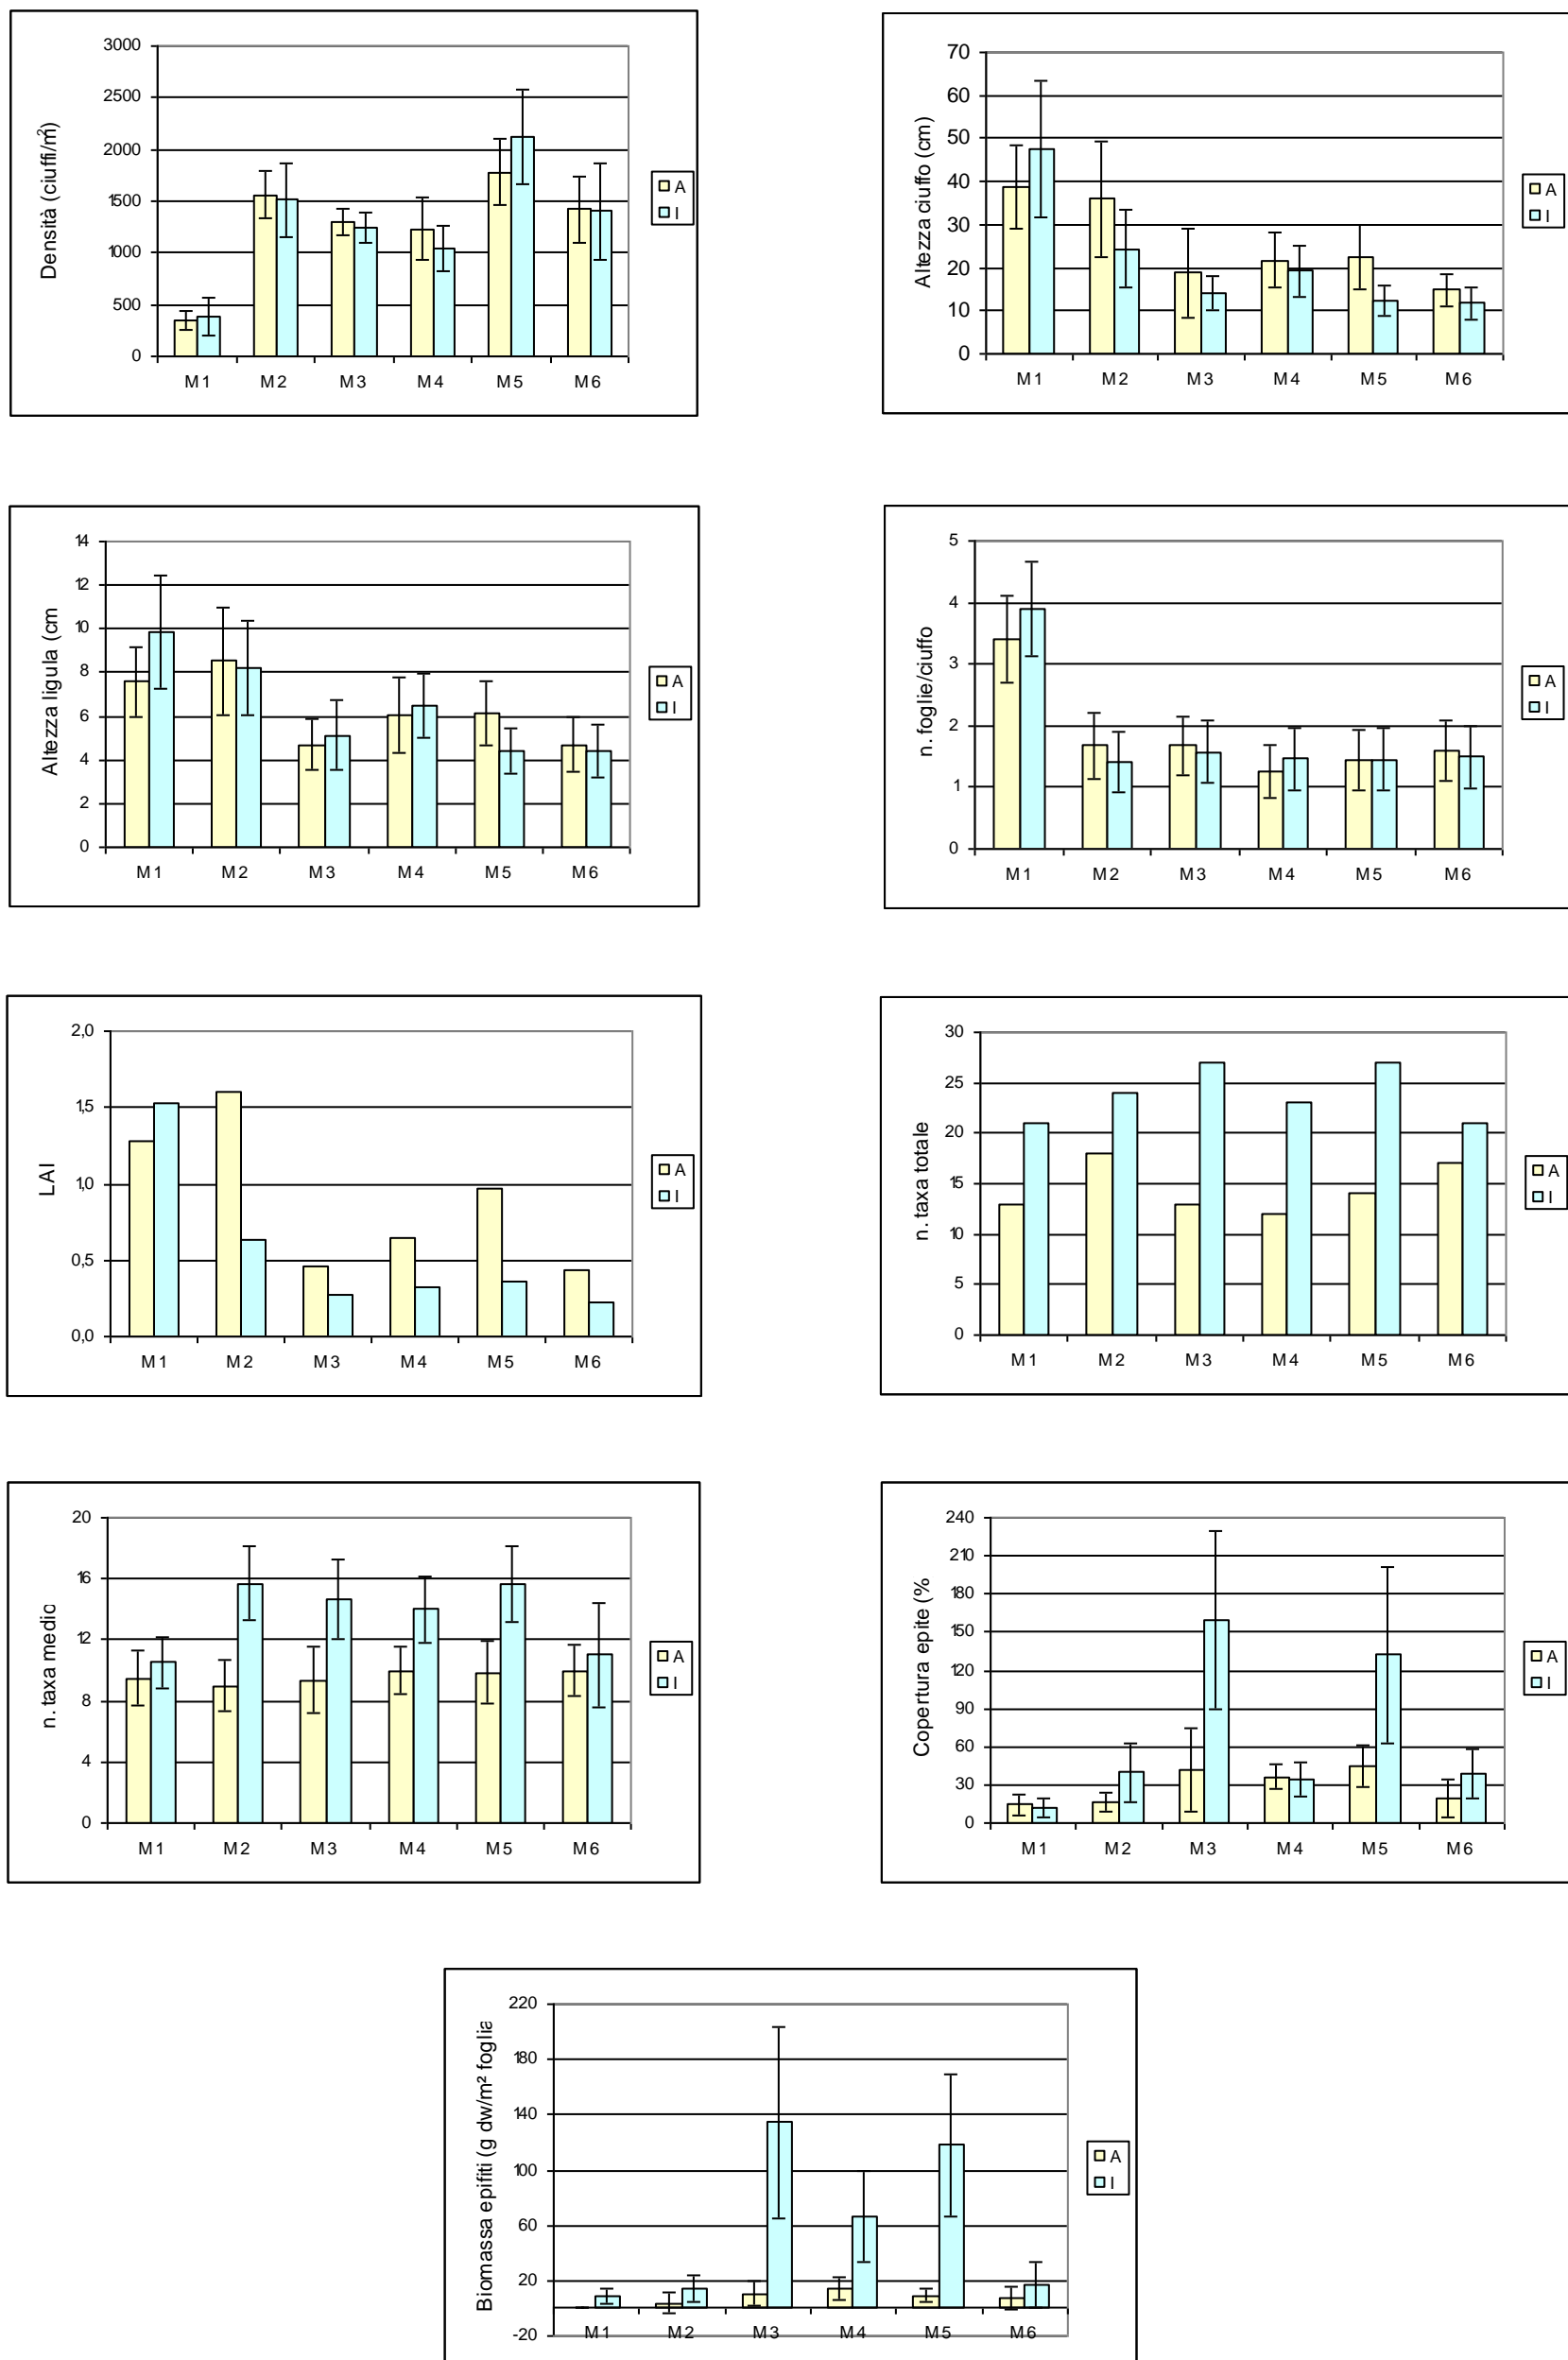 Densità (ciuffi/m²)
3000
2500
2000
1500
1000
500
0
M1 M2 M3 M4 M5 M6
A
I
Altezza ciuffo (cm)
70
60
50
40
30
20
10
0
M1 M2 M3 M4 M5 M6
A
I
Altezza ligula (cm
14
12
10
8
6
4
2
0
M1 M2 M3 M4 M5 M6
A
I
n. foglie/ciuffo
5
4
3
2
1
0
M1 M2 M3 M4 M5 M6
A
I
LAI
2,0
1,5
1,0
0,5
0,0
M1 M2 M3 M4 M5 M6
A
I
n. taxa totale
30
25
20
15
10
5
0
M1 M2 M3 M4 M5 M6
A
I
n. taxa medio
20
16
12
8
4
0
M1 M2 M3 M4 M5 M6
A
I
Copertura epite (%
240
210
180
150
120
90
60
30
0
M1 M2 M3 M4 M5 M6
A
I
Biomassa epifiti (g dw/m² foglia
220
180
140
100
60
20
-20
M1 M2 M3 M4 M5 M6
A
I